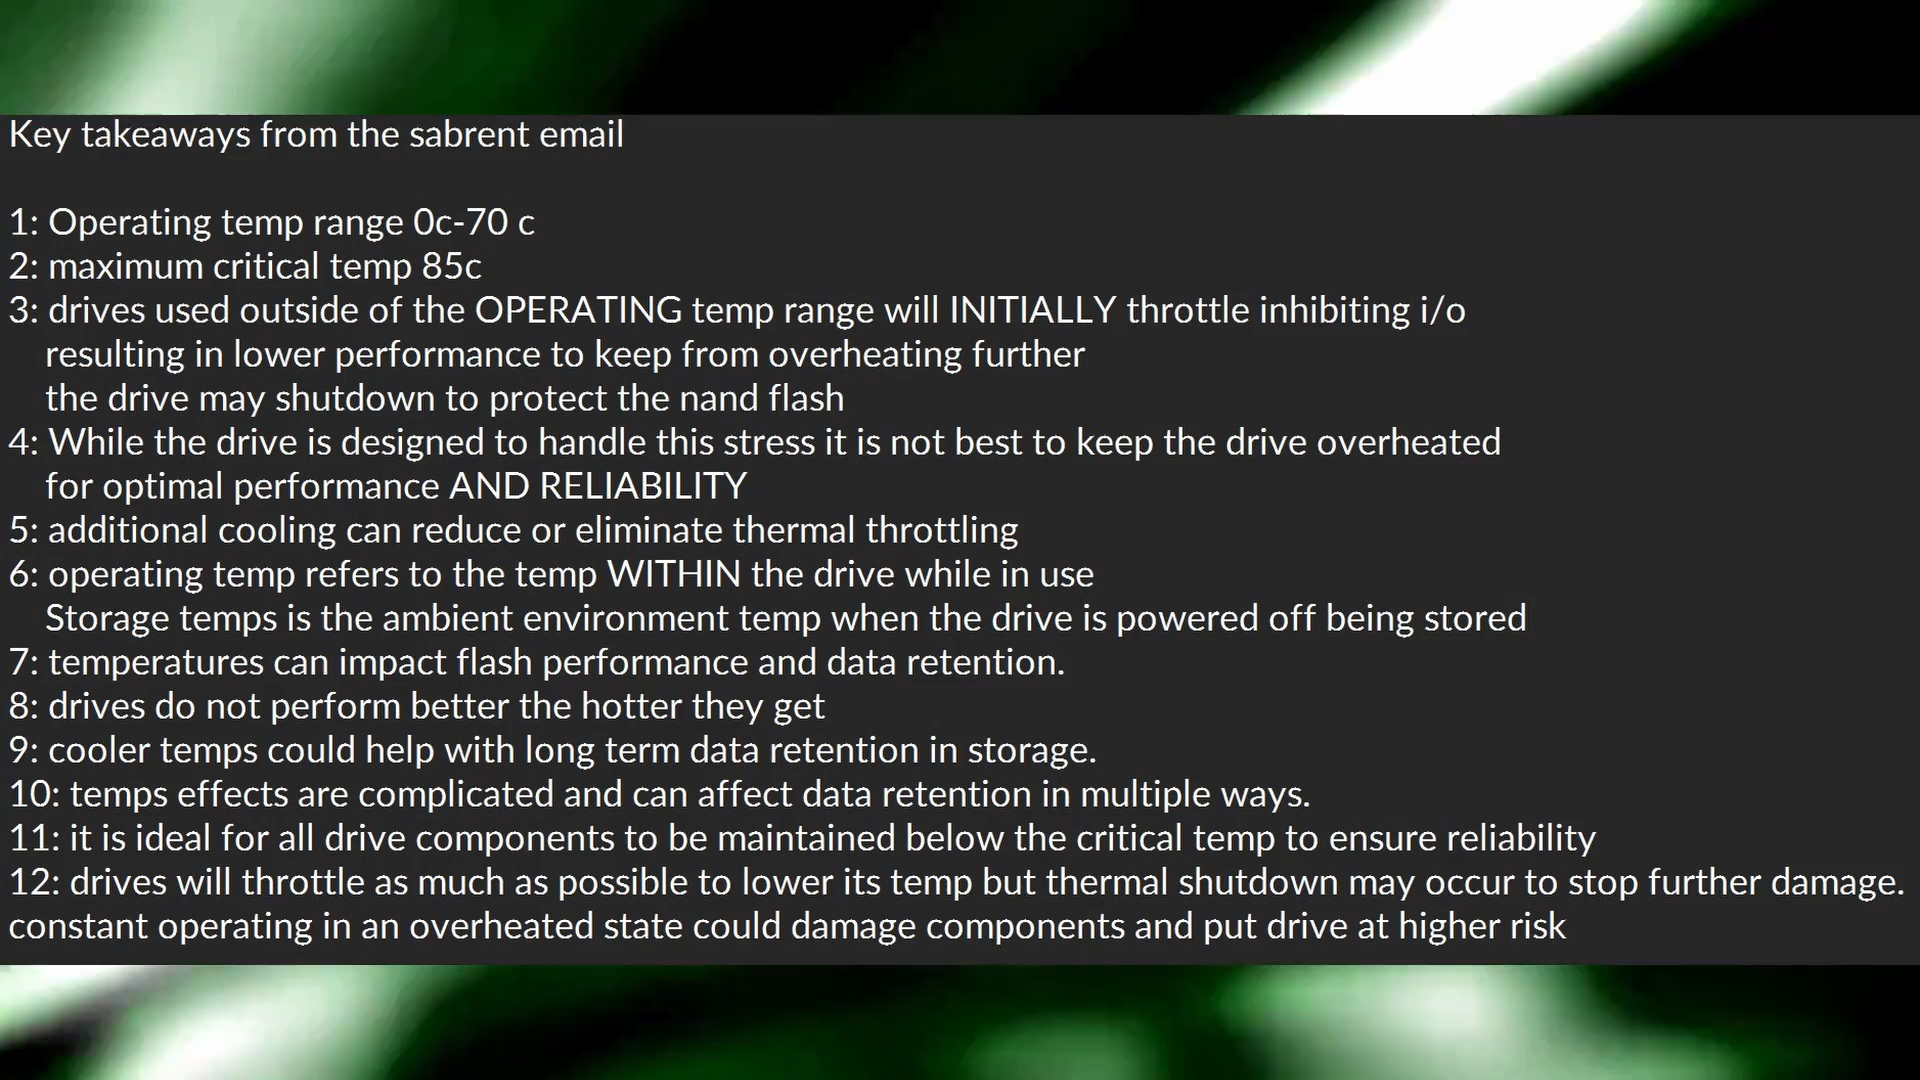 Key takeaways from the sabrent email
1: Operating temp range 0c-70 c
2: maximum critical temp 85c
3: drives used outside of the OPERATING temp range will INITIALLY throttle inhibiting i/o
resulting in lower performance to keep from overheating further
the drive may shutdown to protect the nand flash
4: While the drive is designed to handle this stress it is not best to keep the drive overheated
for optimal performance AND RELIABILITY
5: additional cooling can reduce or eliminate thermal throttling
6: operating temp refers to the temp WITHIN the drive while in use
Storage temps is the ambient environment temp when the drive is powered off being stored
7: temperatures can impact flash performance and data retention.
8: drives do not perform better the hotter they get
9: cooler temps could help with long term data retention in storage.
10: temps effects are complicated and can affect data retention in multiple ways.
11: it is ideal for all drive components to be maintained below the critical temp to ensure reliability
12: drives will throttle as much as possible to lower its temp but thermal shutdown may occur to stop further damage.
constant operating in an overheated state could damage components and put drive at higher risk